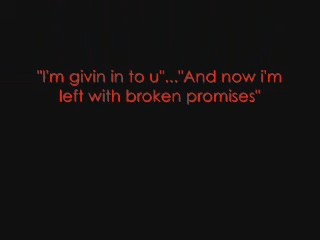 "I'm givin in to u"..."And now i'm
left with broken promises"